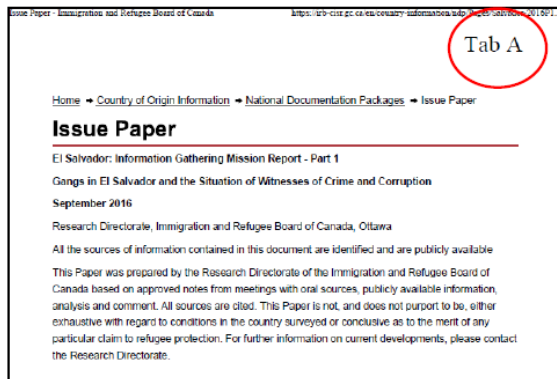 Issue Paper - Immigration and Refugee Board of Canada
Tab A
Home ➔ Country of Origin Information ➔ National Documentation Packages ➔ Issue Paper
Issue Paper
El Salvador: Information Gathering Mission Report - Part 1
Gangs in El Salvador and the Situation of Witnesses of Crime and Corruption
September 2016
Research Directorate, Immigration and Refugee Board of Canada, Ottawa
All the sources of information contained in this document are identified and are publicly available
This Paper was prepared by the Research Directorate of the Immigration and Refugee Board of
Canada based on approved notes from meetings with oral sources, publicly available information,
analysis and comment. All sources are cited. This Paper is not, and does not purport to be, either
exhaustive with regard to conditions in the country surveyed or conclusive as to the merit of any
particular claim to refugee protection. For further information on current developments, please contact
the Research Directorate.